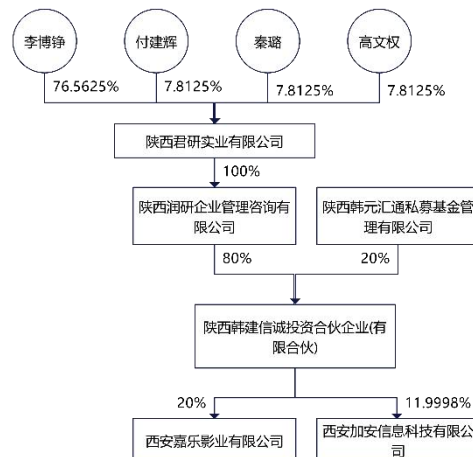 李博铮
付建辉
秦璐
高文权
76.5625%
7.8125%
7.8125%
7.8125%
陕西君研实业有限公司
100%
陕西润研企业管理咨询有
限公司
陕西韩元汇通私募基金管
理有限公司
80%
20%
陕西韩建信诚投资合伙企业(有
限合伙)
20%
11.9998%
西安嘉乐影业有限公司
西安加安信息科技有限公
司